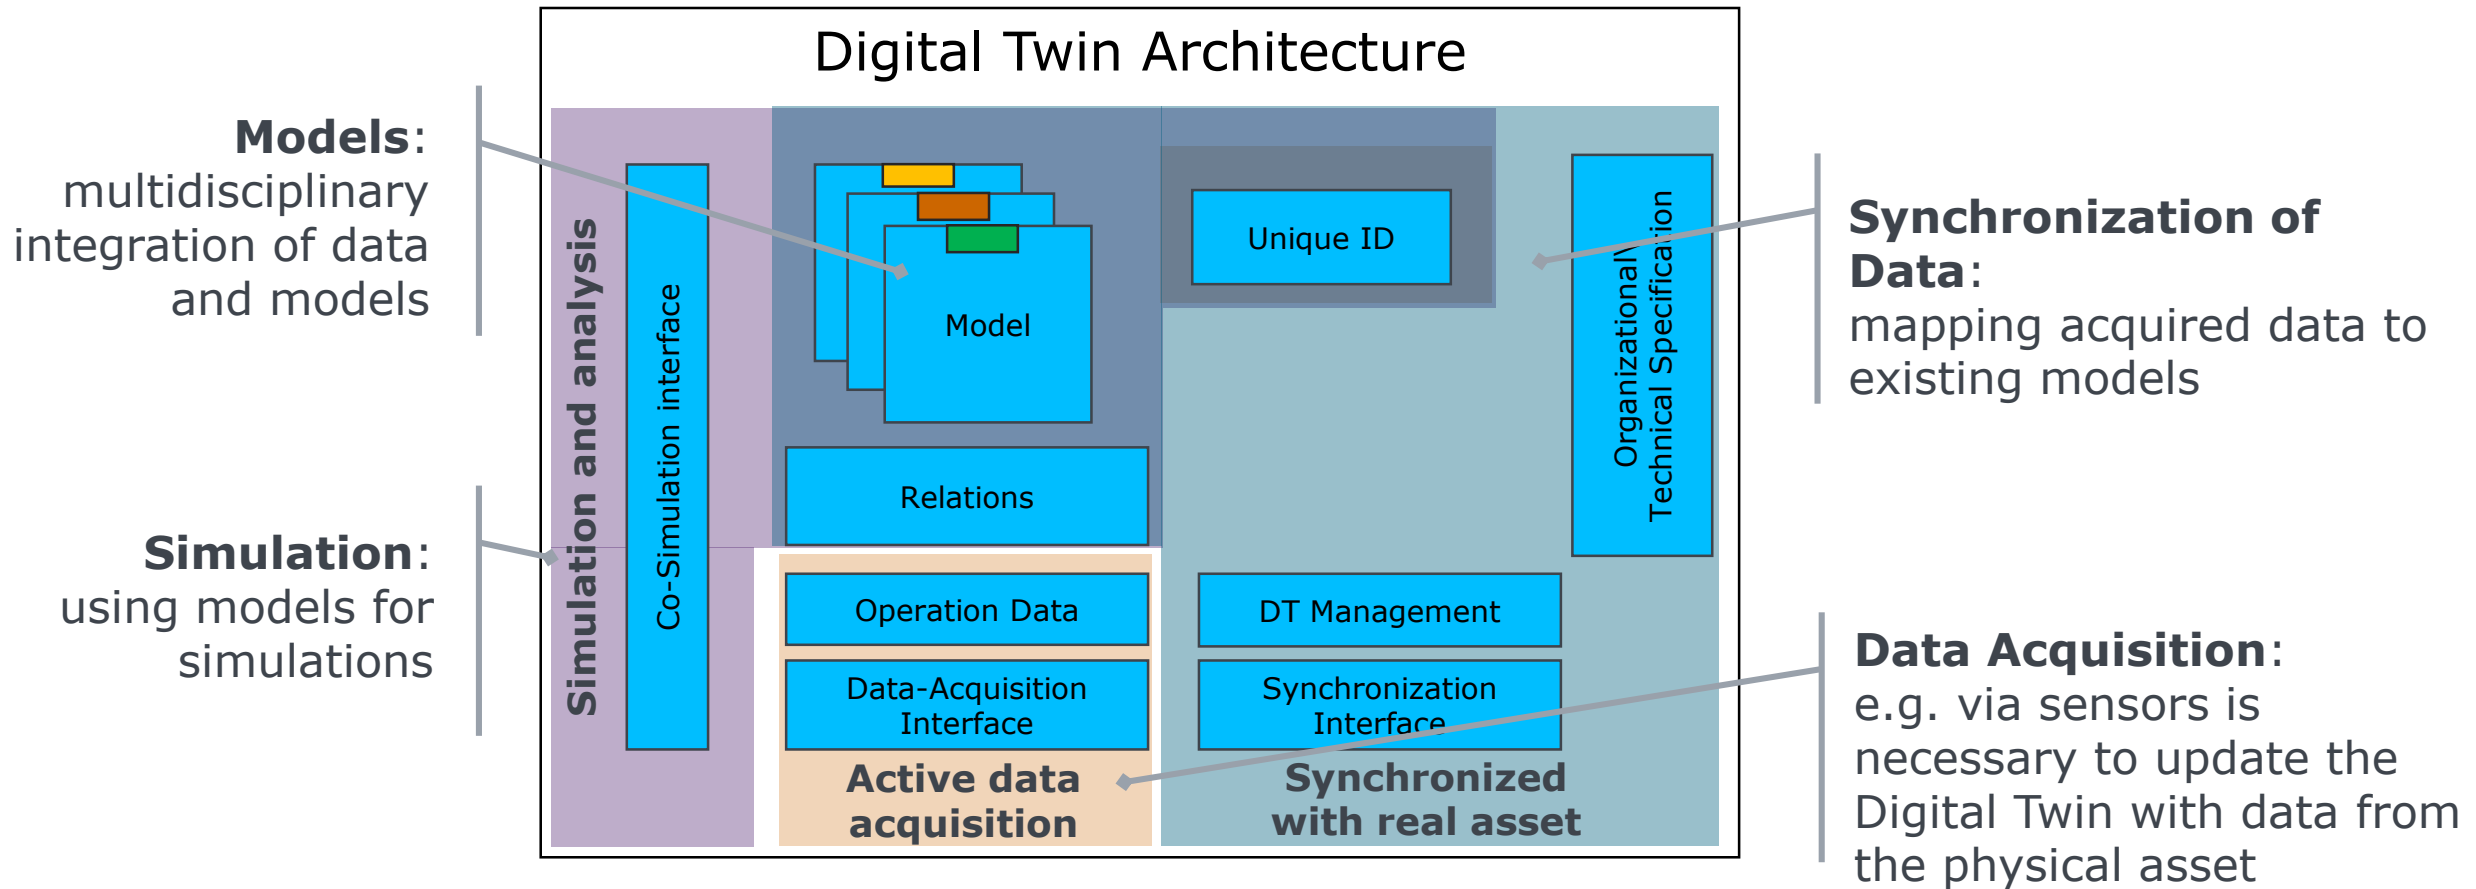 Digital Twin Architecture
Models:
multidisciplinary
integration of data
and models
Simulation:
using models for
simulations
Simulation and analysis
Co-Simulation interface
Model
Relations
Operation Data
Data-Acquisition
Interface
Active data
acquisition
Unique ID
DT Management
Synchronization
Interface
Synchronized
with real asset
Organizational\
Technical Specification
Synchronization of
Data:
mapping acquired data to
existing models
Data Acquisition:
e.g. via sensors is
necessary to update the
Digital Twin with data from
the physical asset